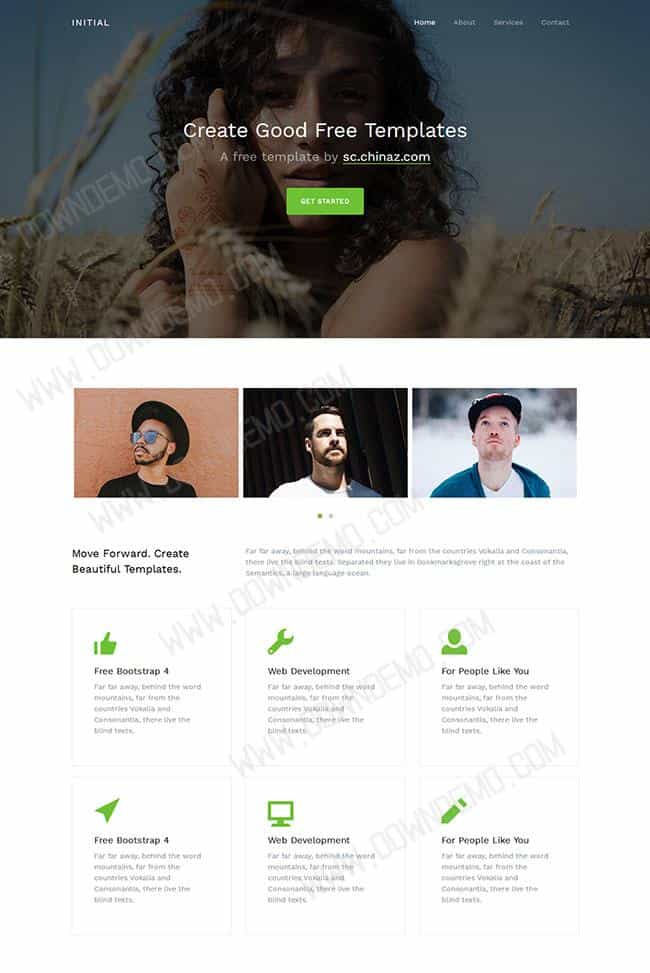 INITIAL
Home About Services Contact
Create Good Free Templates
A free template by sc.chinaz.com
GET STARTED
Move Forward. Create
Beautiful Templates.
Far far away, behind the word mountains, far from the countries Vokalia and Consonantia,
there live the blind texts. Separated they live in Bookmarksgrove right at the coast of the
Semantics, a large language ocean.
Free Bootstrap 4
Far far away, behind the word
mountains, far from the
countries Vokalia and
Consonantia, there live the
blind texts.
Web Development
Far far away, behind the word
mountains, far from the
countries Vokalia and
Consonantia, there live the
blind texts.
For People Like You
Far far away, behind the word
mountains, far from the
countries Vokalia and
Consonantia, there live the
blind texts.
Free Bootstrap 4
Far far away, behind the word
mountains, far from the
countries Vokalia and
Consonantia, there live the
blind texts.
Web Development
Far far away, behind the word
mountains, far from the
countries Vokalia and
Consonantia, there live the
blind texts.
For People Like You
Far far away, behind the word
mountains, far from the
countries Vokalia and
Consonantia, there live the
blind texts.
DOWNDEMO.COM
WWW.DOWNDEMO.COM
WWW.DOWNDEMO.COM
WWW.DOWNDEMO.COM
WWW.DOWNDEMO.COM
WWW.DOWNDEMO.COM